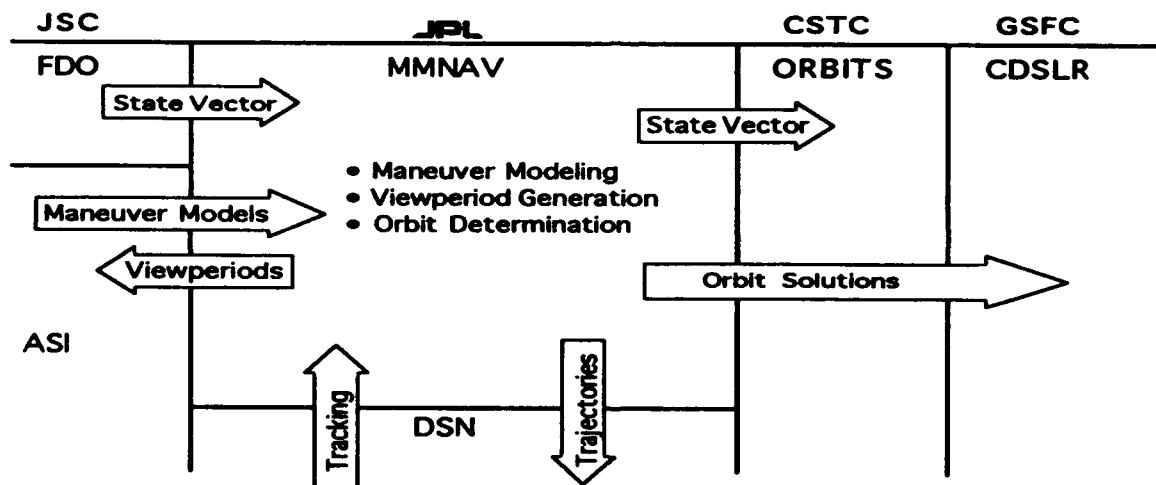 JSC
JPL
CSTC
GSFC
FDO
MMNAV
ORBITS
CDSLR
State Vector
State Vector
• Maneuver Modeling
• Viewperiod Generation
• Orbit Determination
Maneuver Models
Viewperiods
Orbit Solutions
ASI
Tracking
DSN
Trajectories